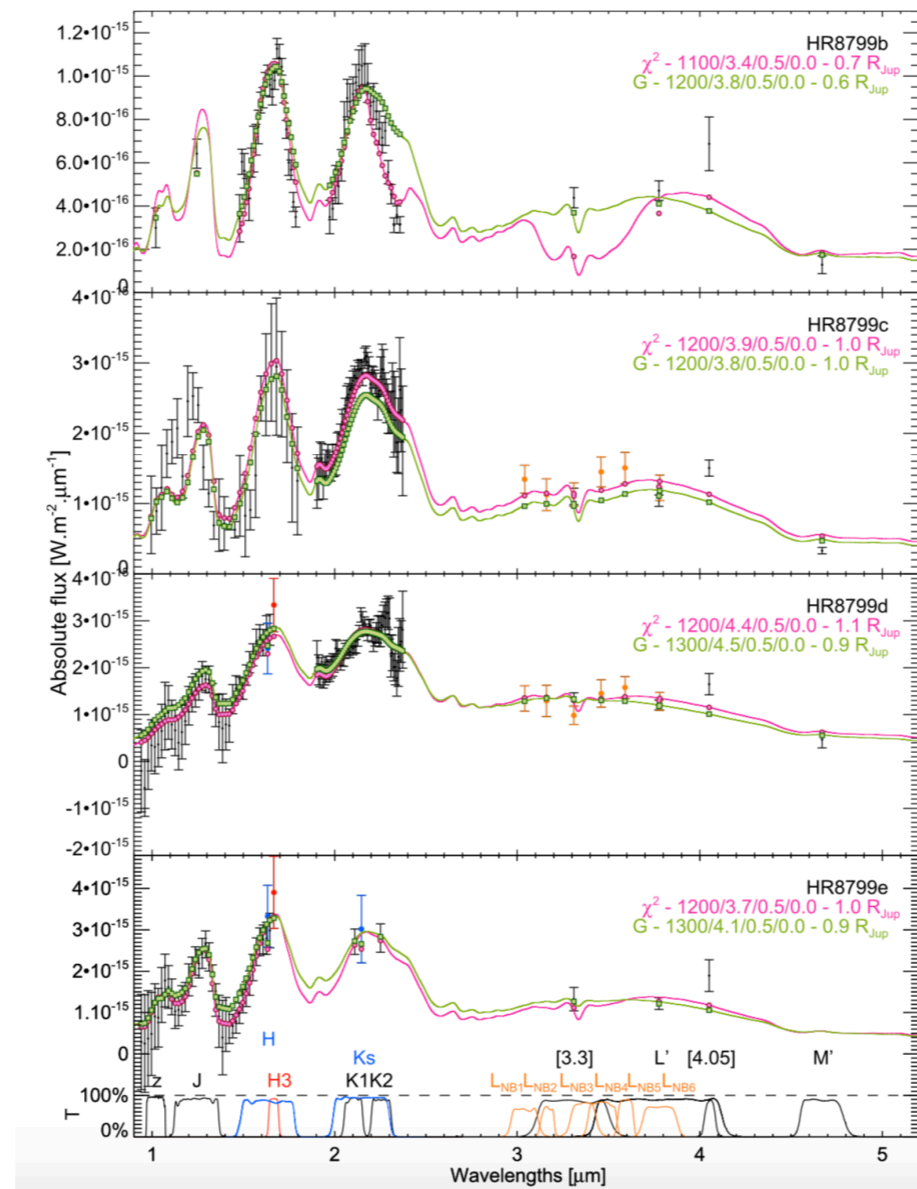 HR8799b
χ² - 1100/3.4/0.5/0.0 - 0.7 R_Jup
G - 1200/3.8/0.5/0.0 - 0.6 R_Jup
1.2•10⁻¹⁵
1.0•10⁻¹⁵
8.0•10⁻¹⁶
6.0•10⁻¹⁶
4.0•10⁻¹⁶
2.0•10⁻¹⁶
0
HR8799c
χ² - 1200/3.9/0.5/0.0 - 1.0 R_Jup
G - 1200/3.8/0.5/0.0 - 1.0 R_Jup
4•10
3•10⁻¹⁵
2•10⁻¹⁵
1•10⁻¹⁵
0
Absolute flux [W.m⁻².μm⁻¹]
HR8799d
χ² - 1200/4.4/0.5/0.0 - 1.1 R_Jup
G - 1300/4.5/0.5/0.0 - 0.9 R_Jup
4•10
3•10⁻¹⁵
2•10⁻¹⁵
1•10⁻¹⁵
0
-1•10⁻¹⁵
-2•10⁻¹⁵
HR8799e
χ² - 1200/3.7/0.5/0.0 - 1.0 R_Jup
G - 1300/4.1/0.5/0.0 - 0.9 R_Jup
4•10⁻¹⁵
3•10⁻¹⁵
2•10⁻¹⁵
1•10⁻¹⁵
0
H Ks [3.3] L' [4.05] M'
z J H3 K1K2 L_NB1 L_NB2 L_NB3 L_NB4 L_NB5 L_NB6
T
100%
0%
1 2 3 4 5
Wavelengths [μm]